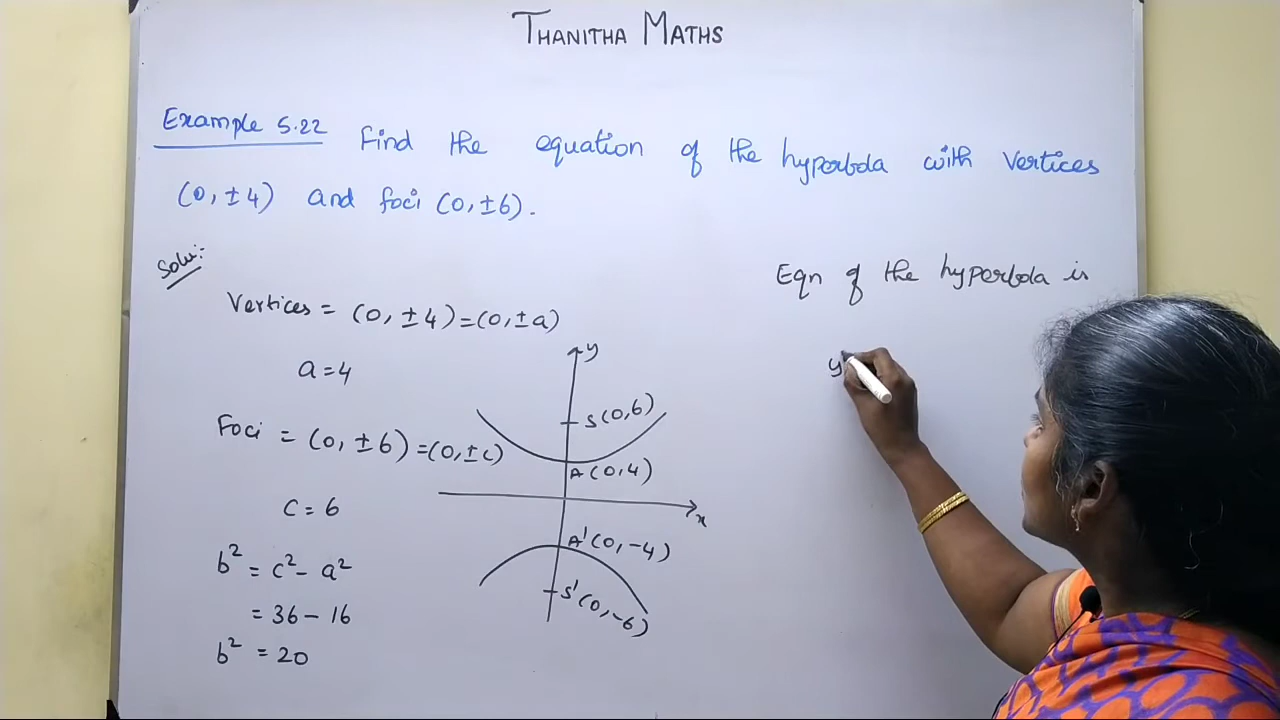 THANITHA MATHS
Example 5.22 Find the equation of the hyperbola with vertices
(0, ±4) and foci (0, ±6).
Solu:-
Vertices = (0, ±4) = (0, ±a)
a = 4
Foci = (0, ±6) = (0, ±c)
c = 6
b² = c² - a²
= 36 - 16
b² = 20
y
S(0,6)
A(0,4)
x
A'(0,-4)
S'(0,-6)
Eqn of the hyperbola is
y